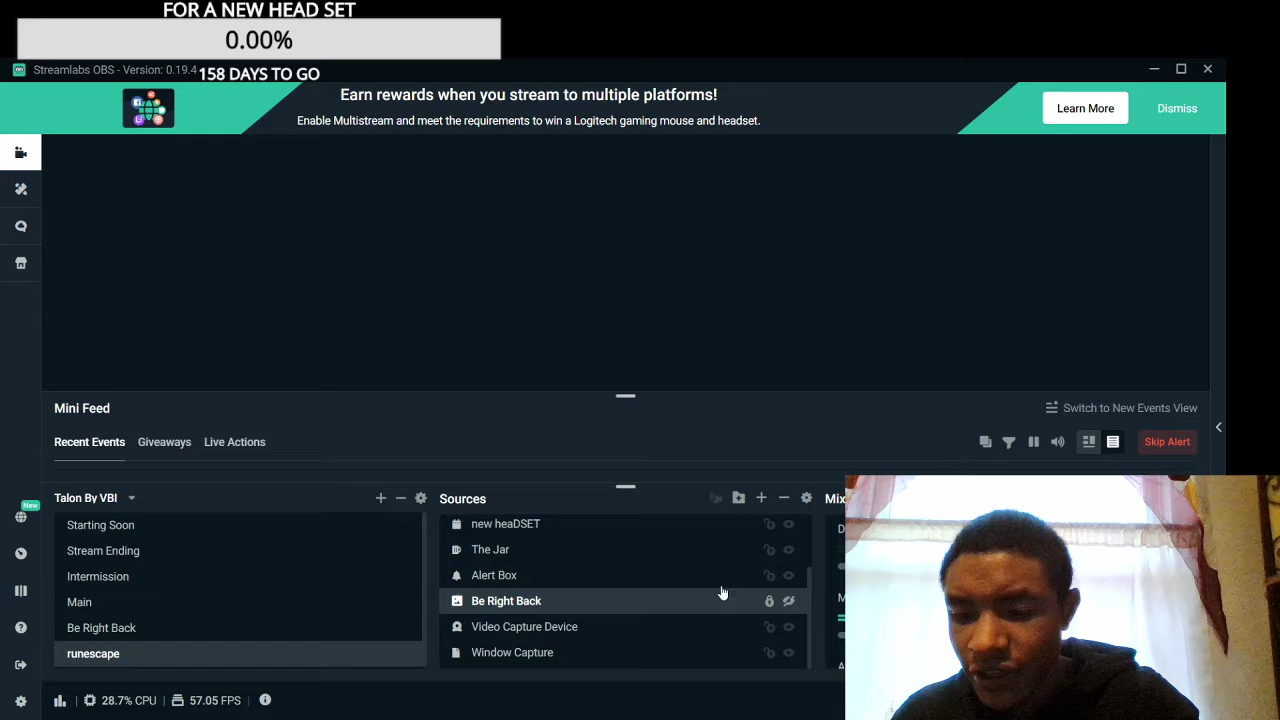 FOR A NEW HEAD SET
0.00%
158 DAYS TO GO
Streamlabs OBS - Version: 0.19.4
Earn rewards when you stream to multiple platforms!
Enable Multistream and meet the requirements to win a Logitech gaming mouse and headset.
Learn More
Dismiss
Mini Feed
Switch to New Events View
Recent Events
Giveaways
Live Actions
Skip Alert
New
Talon By VBI
Starting Soon
Stream Ending
Intermission
Main
Be Right Back
runescape
Sources
new heaDSET
The Jar
Alert Box
Be Right Back
Video Capture Device
Window Capture
Mix
D
M
A
28.7% CPU
57.05 FPS